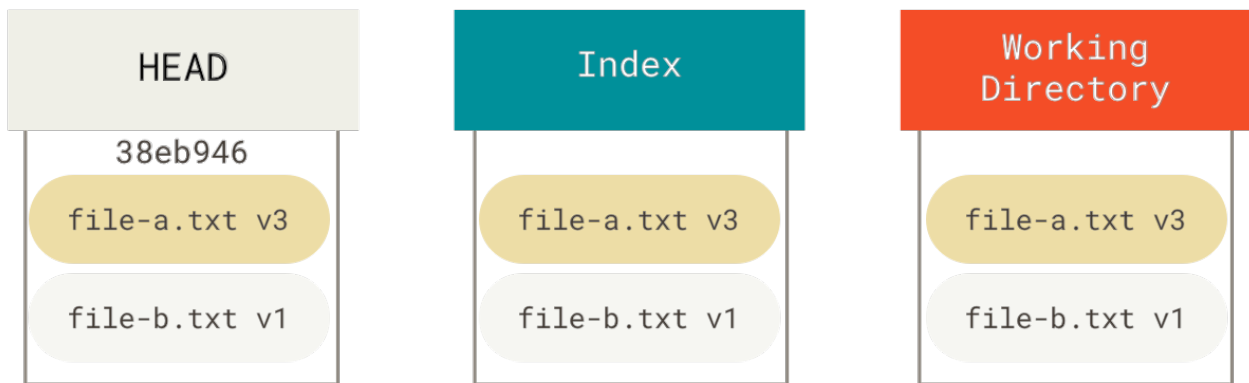 HEAD
Index
Working
Directory
38eb946
file-a.txt v3
file-a.txt v3
file-a.txt v3
file-b.txt v1
file-b.txt v1
file-b.txt v1